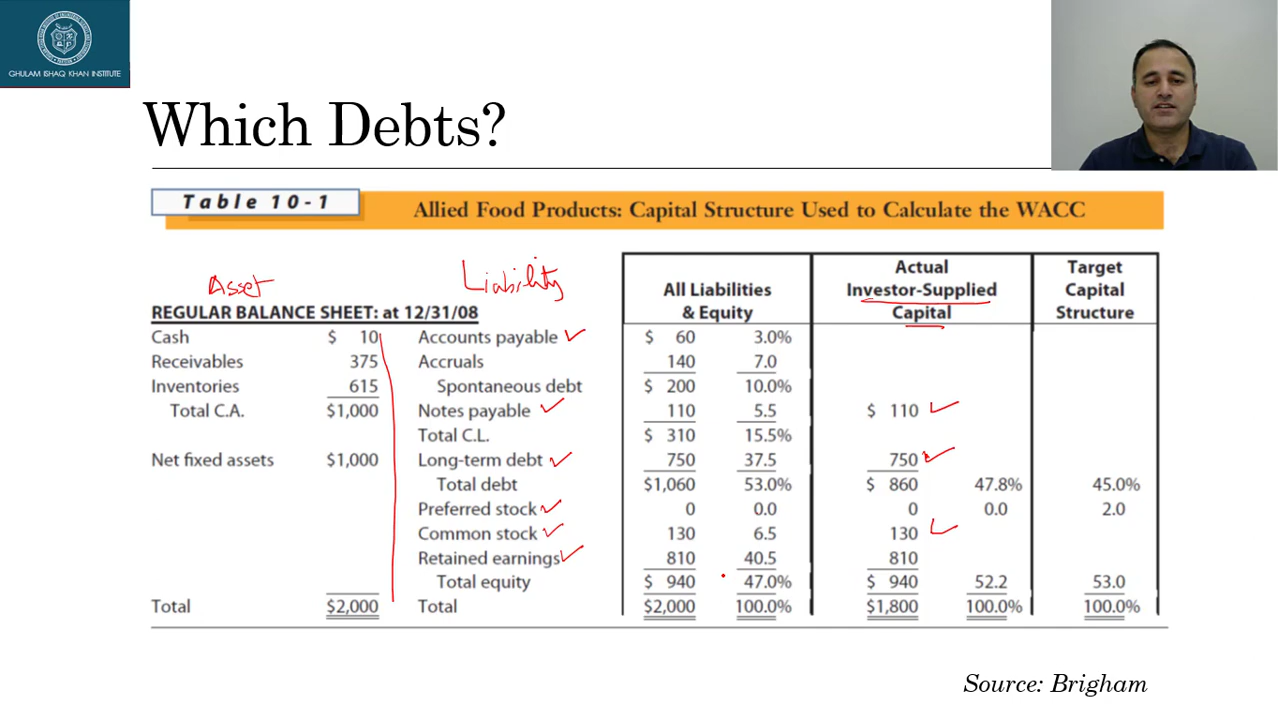 GHULAM ISHAQ KHAN INSTITUTE
Which Debts?
Table 10-1
Allied Food Products: Capital Structure Used to Calculate the WACC
Asset
Liability
All Liabilities & Equity
Actual Investor-Supplied Capital
Target Capital Structure
REGULAR BALANCE SHEET: at 12/31/08
Cash $ 10 Accounts payable $ 60 3.0%
Receivables 375 Accruals 140 7.0
Inventories 615 Spontaneous debt $ 200 10.0%
Total C.A. $1,000 Notes payable 110 5.5 $ 110
Total C.L. $ 310 15.5%
Net fixed assets $1,000 Long-term debt 750 37.5 750
Total debt $1,060 53.0% $ 860 47.8% 45.0%
Preferred stock 0 0.0 0 0.0 2.0
Common stock 130 6.5 130
Retained earnings 810 40.5 810
Total equity $ 940 47.0% $ 940 52.2 53.0
Total $2,000 Total $2,000 100.0% $1,800 100.0% 100.0%
Source: Brigham